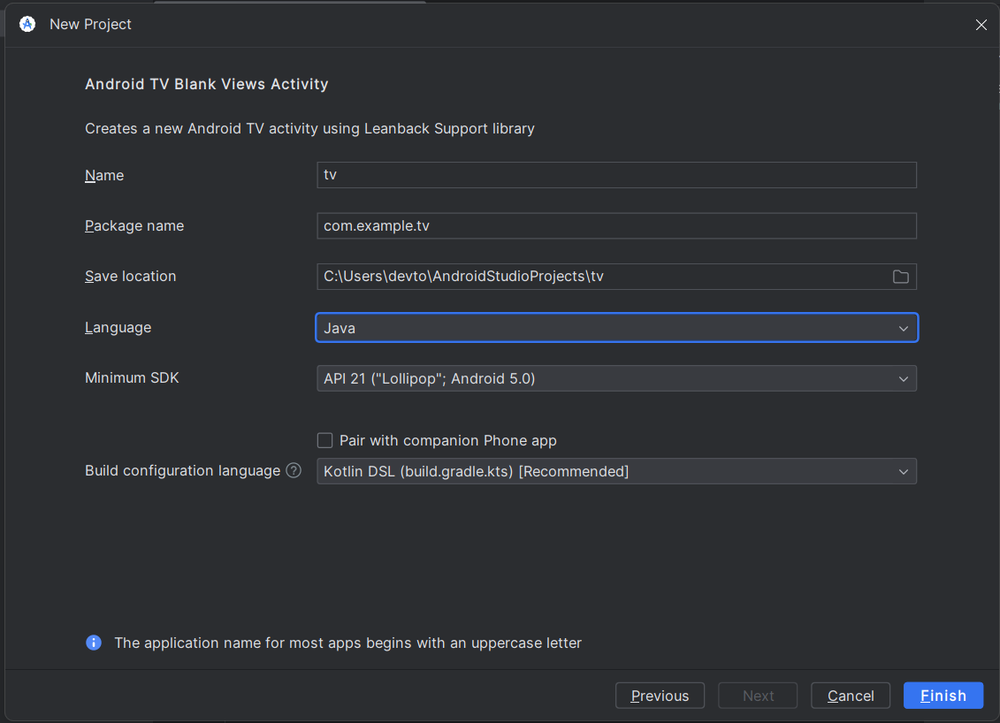 New Project
Android TV Blank Views Activity
Creates a new Android TV activity using Leanback Support library
Name tv
Package name com.example.tv
Save location C:\Users\devto\AndroidStudioProjects\tv
Language Java
Minimum SDK API 21 ("Lollipop"; Android 5.0)
Pair with companion Phone app
Build configuration language ? Kotlin DSL (build.gradle.kts) [Recommended]
The application name for most apps begins with an uppercase letter
Previous Next Cancel Finish